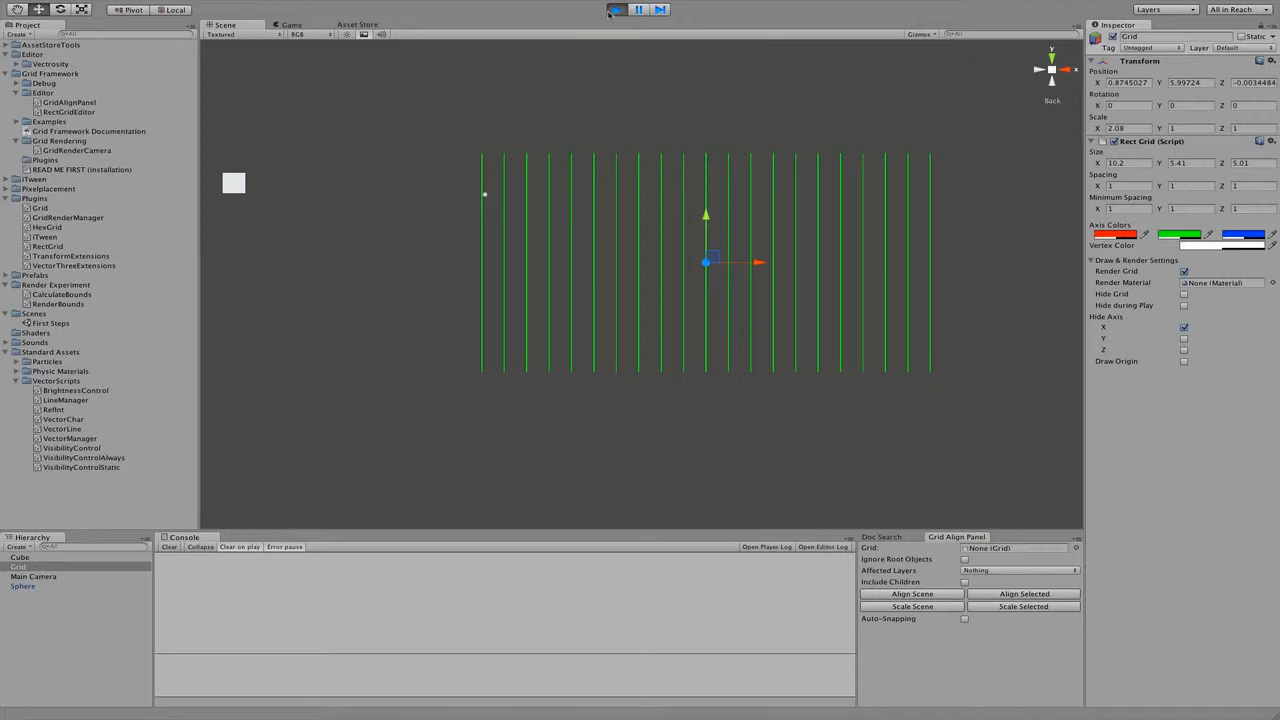 Pivot
Local
Layers
All in Reach
Project
Scene
Game
Asset Store
Inspector
Create
All
Textured
RGB
Gizmos
All
Grid
Static
Tag
Untagged
Layer
Default
AssetStoreTools
Editor
Vectrosity
Grid Framework
Debug
Editor
GridAlignPanel
RectGridEditor
Examples
Grid Framework Documentation
Grid Rendering
GridRenderCamera
Plugins
READ ME FIRST (installation)
iTween
Pixelplacement
Plugins
Grid
GridRenderManager
HexGrid
iTween
RectGrid
TransformExtensions
VectorThreeExtensions
Prefabs
Render Experiment
CalculateBounds
RenderBounds
Scenes
First Steps
Shaders
Sounds
Standard Assets
Particles
Physic Materials
VectorScripts
BrightnessControl
LineManager
RefInt
VectorChar
VectorLine
VectorManager
VisibilityControl
VisibilityControlAlways
VisibilityControlStatic
y
x
Back
Transform
Position
X 0.8745027 Y 5.99724 Z -0.0034484
Rotation
X 0 Y 0 Z 0
Scale
X 2.08 Y 1 Z 1
Rect Grid (Script)
Size
X 10.2 Y 5.41 Z 5.01
Spacing
X 1 Y 1 Z 1
Minimum Spacing
X 1 Y 1 Z 1
Axis Colors
Vertex Color
Draw & Render Settings
Render Grid
Render Material
None (Material)
Hide Grid
Hide during Play
Hide Axis
X
Y
Z
Draw Origin
Hierarchy
Create
All
Cube
Grid
Main Camera
Sphere
Console
Clear
Collapse
Clear on play
Error pause
Open Player Log
Open Editor Log
Doc Search
Grid Align Panel
Grid:
None (Grid)
Ignore Root Objects
Affected Layers
Nothing
Include Children
Align Scene
Align Selected
Scale Scene
Scale Selected
Auto-Snapping